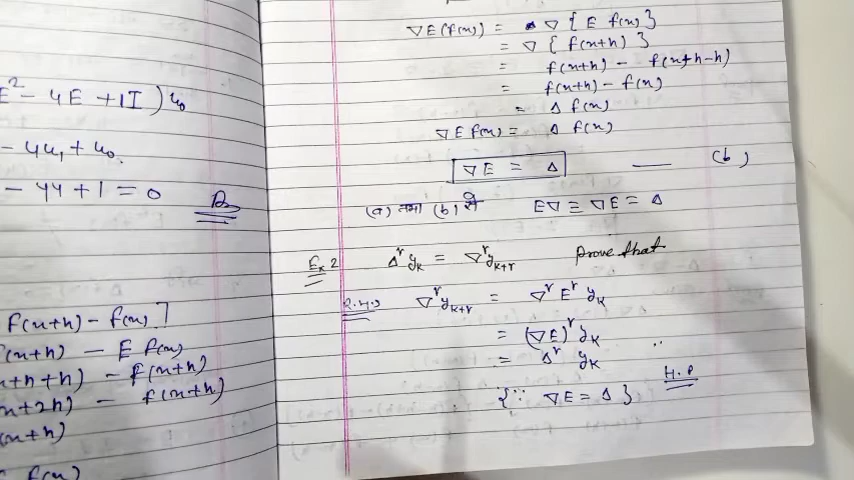 E² - 4E + 1I ) u₀
- 4u₁ + u₀.
- 4y + 1 = 0
f(x+h) - f(x) ]
f(x+h) - E f(x)
x+h+h) - f(x+h)
x+2h) - f(x+h)
(x+h)
f(x)
∇E(f(x)) = ∇ { E f(x) }
= ∇ { f(x+h) }
= f(x+h) - f(x+h-h)
= f(x+h) - f(x)
= Δ f(x)
∇E f(x) = Δ f(x)
∇E = Δ — (b)
(a) तथा (b) से E∇ ≡ ∇E = Δ
Ex 2 Δʳ yₖ = ∇ʳ yₖ₊ᵣ prove that
R.H.S ∇ʳ yₖ₊ᵣ = ∇ʳ Eʳ yₖ
= (∇E)ʳ yₖ
= Δʳ yₖ
{∵ ∇E = Δ } H.P